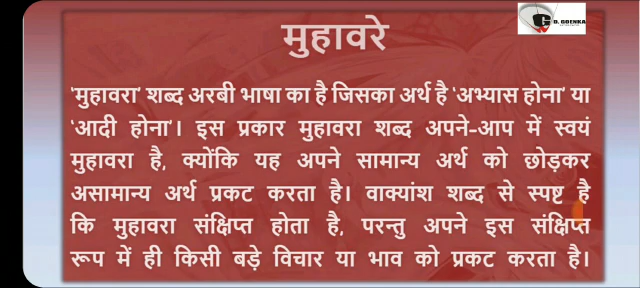 मुहावरे
G.D. GOENKA
'मुहावरा' शब्द अरबी भाषा का है जिसका अर्थ है 'अभ्यास होना' या
'आदी होना'। इस प्रकार मुहावरा शब्द अपने-आप में स्वयं
मुहावरा है, क्योंकि यह अपने सामान्य अर्थ को छोड़कर
असामान्य अर्थ प्रकट करता है। वाक्यांश शब्द से स्पष्ट है
कि मुहावरा संक्षिप्त होता है, परन्तु अपने इस संक्षिप्त
रूप में ही किसी बड़े विचार या भाव को प्रकट करता है।